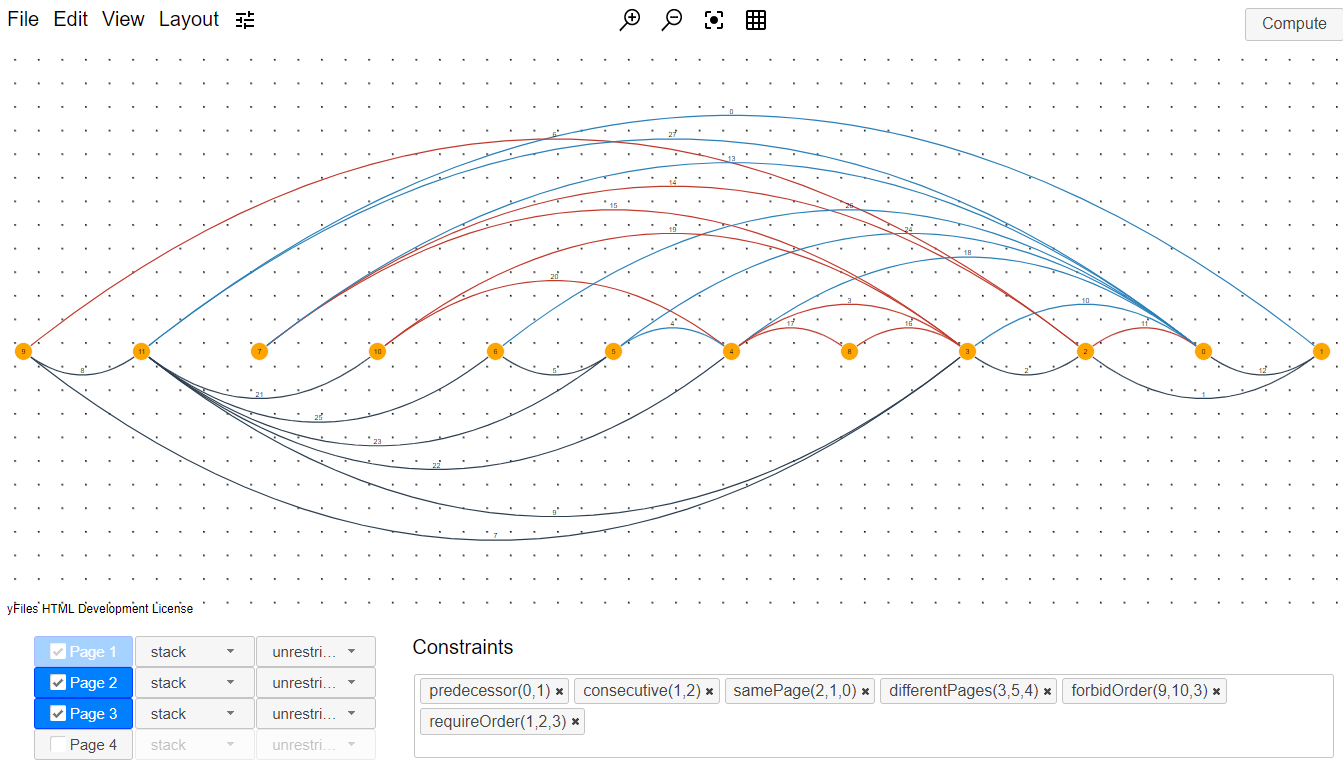 File Edit View Layout
Compute
0
6 27
13
14
15 26
19 24
18
20
3 10
4 17 16 11
9 11 7 10 6 5 4 8 3 2 0 1
8 5 2 12
21 1
25
23
22
9
7
yFiles HTML Development License
Constraints
Page 1 stack unrestri...
Page 2 stack unrestri...
Page 3 stack unrestri...
Page 4 stack unrestri...
predecessor(0,1) × consecutive(1,2) × samePage(2,1,0) × differentPages(3,5,4) × forbidOrder(9,10,3) ×
requireOrder(1,2,3) ×